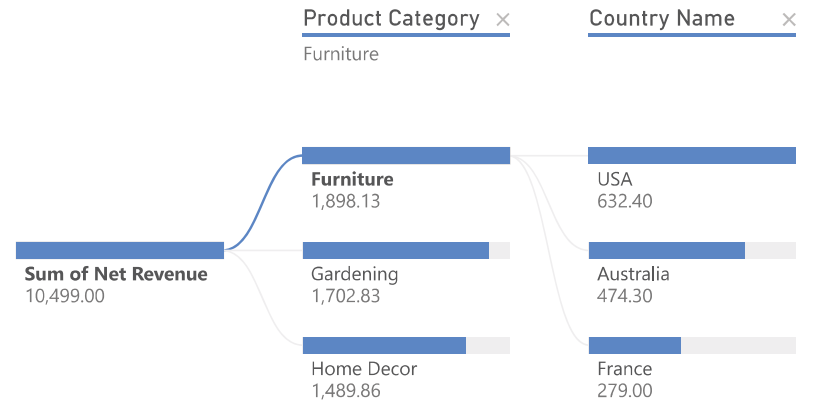 Product Category
Country Name
Furniture
Furniture
1,898.13
USA
632.40
Sum of Net Revenue
10,499.00
Gardening
1,702.83
Australia
474.30
Home Decor
1,489.86
France
279.00